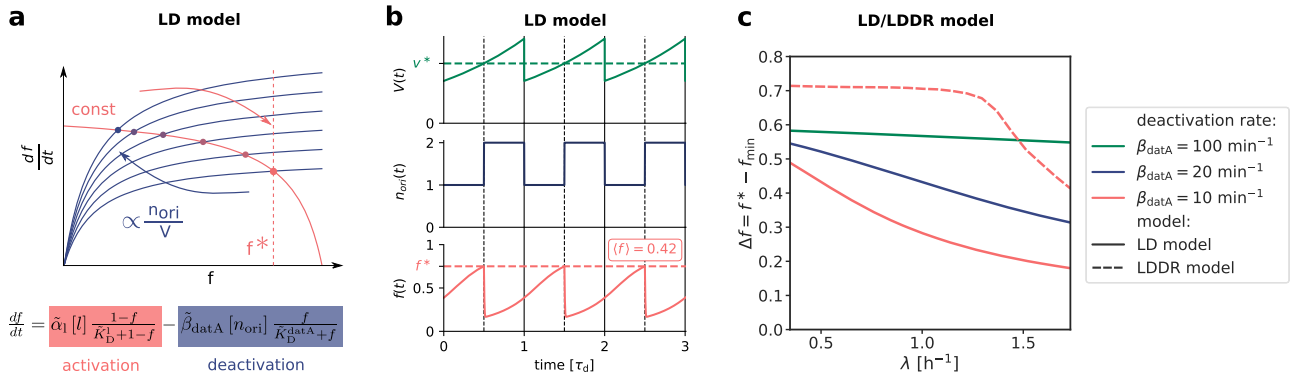 a
LD model
const
df/dt
∝ n_ori/V
f*
f
df/dt = α̃_l [l] (1−f)/(K̃_D^l+1−f) − β̃_datA [n_ori] f/(K̃_D^datA+f)
activation
deactivation
b
LD model
V(t)
v*
0
n_ori(t)
2
1
0
f(t)
1
f*
0.5
0
⟨f⟩ = 0.42
0
1
2
3
time [τ_d]
c
LD/LDDR model
Δf = f* − f_min
0.8
0.7
0.6
0.5
0.4
0.3
0.2
0.1
0.0
0.5
1.0
1.5
λ [h⁻¹]
deactivation rate:
β_datA = 100 min⁻¹
β_datA = 20 min⁻¹
β_datA = 10 min⁻¹
model:
LD model
LDDR model